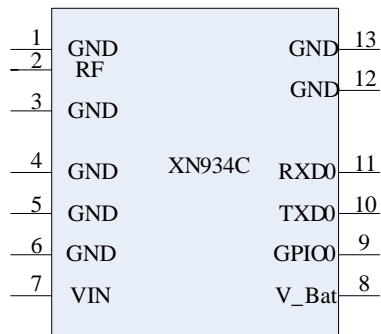 1 GND GND 13
2 RF
GND 12
3 GND
4 GND XN934C RXD0 11
5 GND TXD0 10
6 GND GPIO0 9
7 VIN V_Bat 8